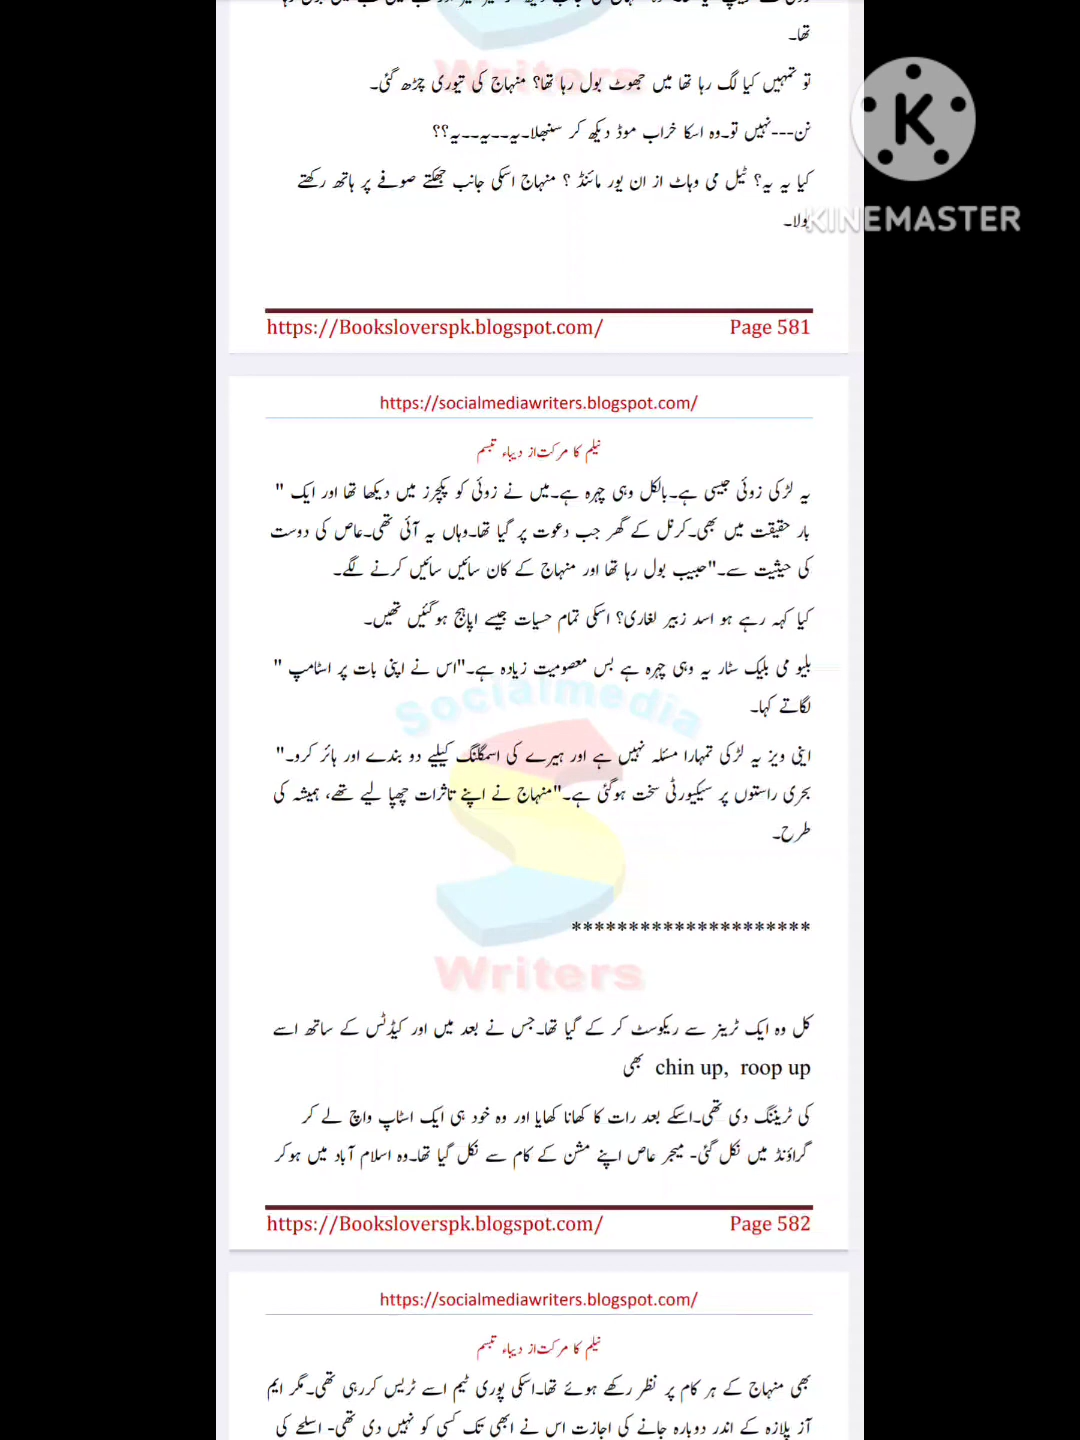 تھا۔
تو تمہیں کیا لگ رہا تھا میں جھوٹ بول رہا تھا؟ منہاج کی تیوری چڑھ گئی۔
نن---نہیں تو۔وہ اسکا خراب موڈ دیکھ کر سنبھلا۔یہ۔۔یہ۔۔یہ؟؟
کیا یہ یہ؟ ٹیل می وہاٹ از ان یور مائنڈ ؟ منہاج اسکی جانب جھکتے صوفے پر ہاتھ رکھتے
بولا۔
KINEMASTER
https://Booksloverspk.blogspot.com/ Page 581
https://socialmediawriters.blogspot.com/
نیلم کا مرکت از دیباء تبسم
یہ لڑکی زوئی جیسی ہے۔بالکل وہی چہرہ ہے۔میں نے زوئی کو پکچرز میں دیکھا تھا اور ایک "
بار حقیقت میں بھی۔کرنل کے گھر جب دعوت پر گیا تھا۔وہاں یہ آئی تھی۔عاص کی دوست
کی حیثیت سے۔"حبیب بول رہا تھا اور منہاج کے کان سائیں سائیں کرنے لگے۔
کیا کہہ رہے ہو اسد زبیر لغاری؟ اسکی تمام حسیات جیسے اپاہج ہوگئیں تھیں۔
بلیو می بلیک سٹار یہ وہی چہرہ ہے بس معصومیت زیادہ ہے۔"اس نے اپنی بات پر اسٹامپ "
لگاتے کہا۔
اپنی ویز یہ لڑکی تمہارا مسئلہ نہیں ہے اور ہیرے کی اسمگلنگ کیلیے دو بندے اور ہائر کرو۔"
بحری راستوں پر سیکیورٹی سخت ہوگئی ہے۔"منہاج نے اپنے تاثرات چھپا لیے تھے، ہمیشہ کی
طرح۔
Socialmedia
Writers
*********************
کل وہ ایک ٹرینر سے ریکوسٹ کر کے گیا تھا۔جس نے بعد میں اور کیڈٹس کے ساتھ اسے
chin up, roop up بھی
کی ٹریننگ دی تھی۔اسکے بعد رات کا کھانا کھایا اور وہ خود ہی ایک اسٹاپ واچ لے کر
گراؤنڈ میں نکل گئی- میجر عاص اپنے مشن کے کام سے نکل گیا تھا۔وہ اسلام آباد میں ہوکر
https://Booksloverspk.blogspot.com/ Page 582
https://socialmediawriters.blogspot.com/
نیلم کا مرکت از دیباء تبسم
بھی منہاج کے ہر کام پر نظر رکھے ہوئے تھا۔اسکی پوری ٹیم اسے ٹریس کررہی تھی۔مگر ایم
آز پلازہ کے اندر دوبارہ جانے کی اجازت اس نے ابھی تک کسی کو نہیں دی تھی- اسلحے کی